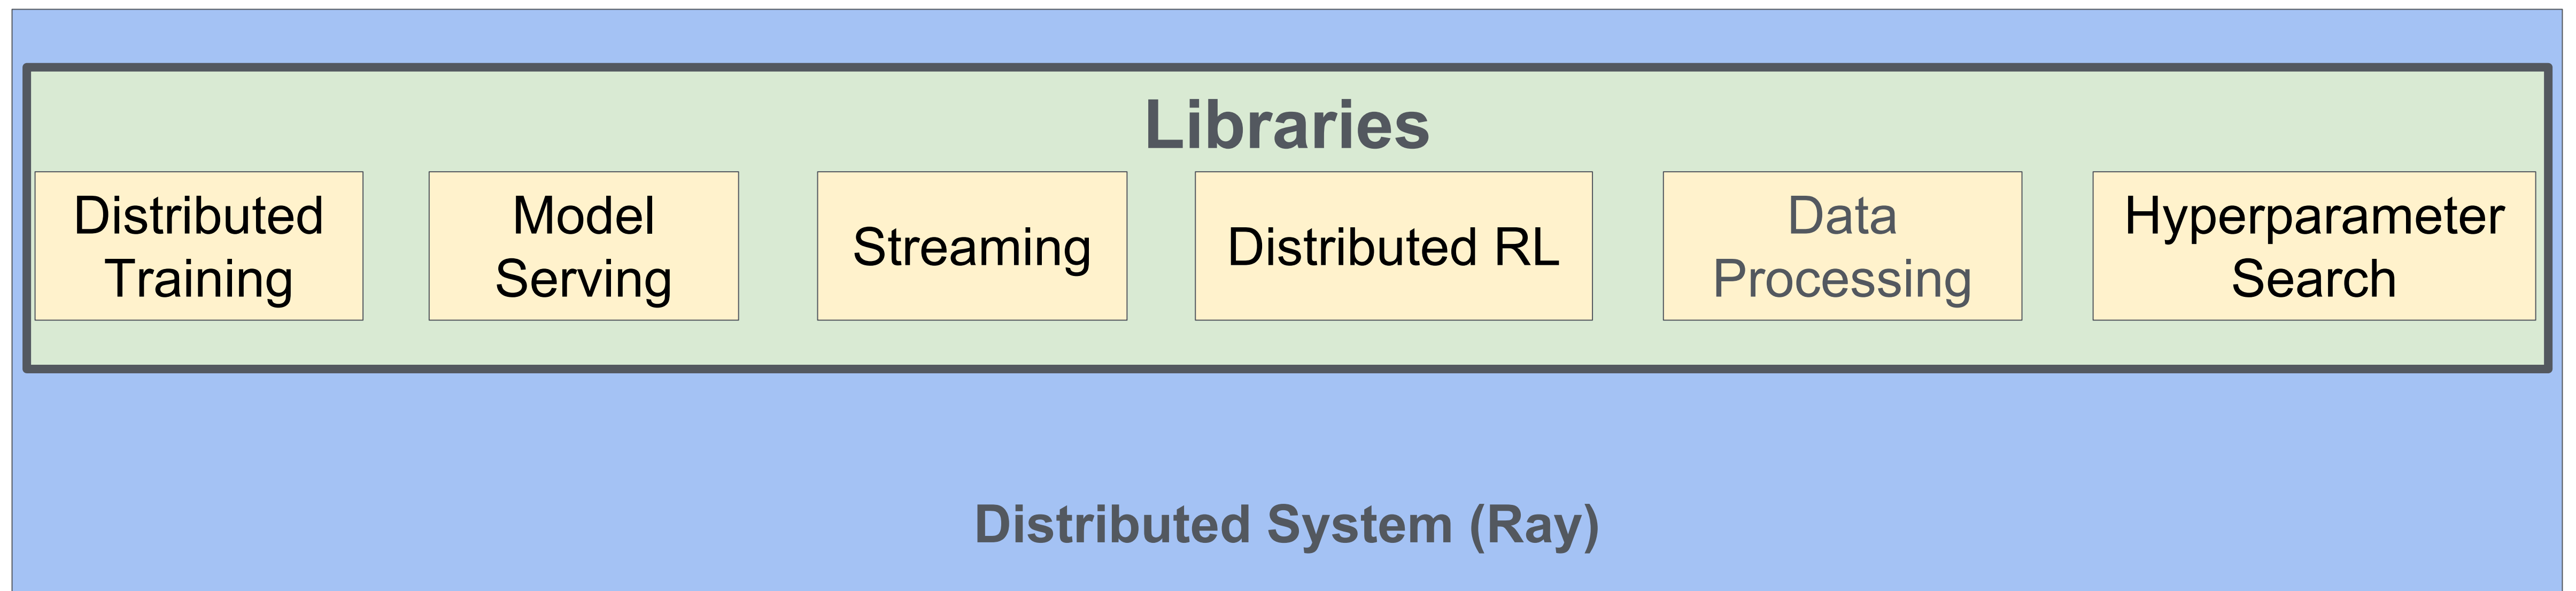 Libraries
Distributed
Training
Model
Serving
Streaming
Distributed RL
Data
Processing
Hyperparameter
Search
Distributed System (Ray)